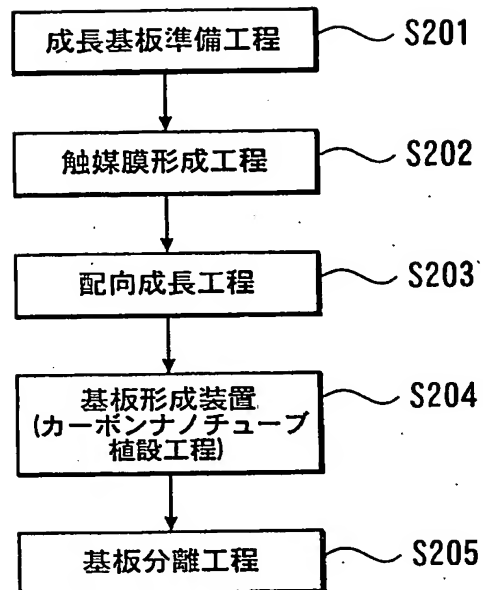 成長基板準備工程 S201
触媒膜形成工程 S202
配向成長工程 S203
基板形成装置 S204
(カーボンナノチューブ
植設工程)
基板分離工程 S205